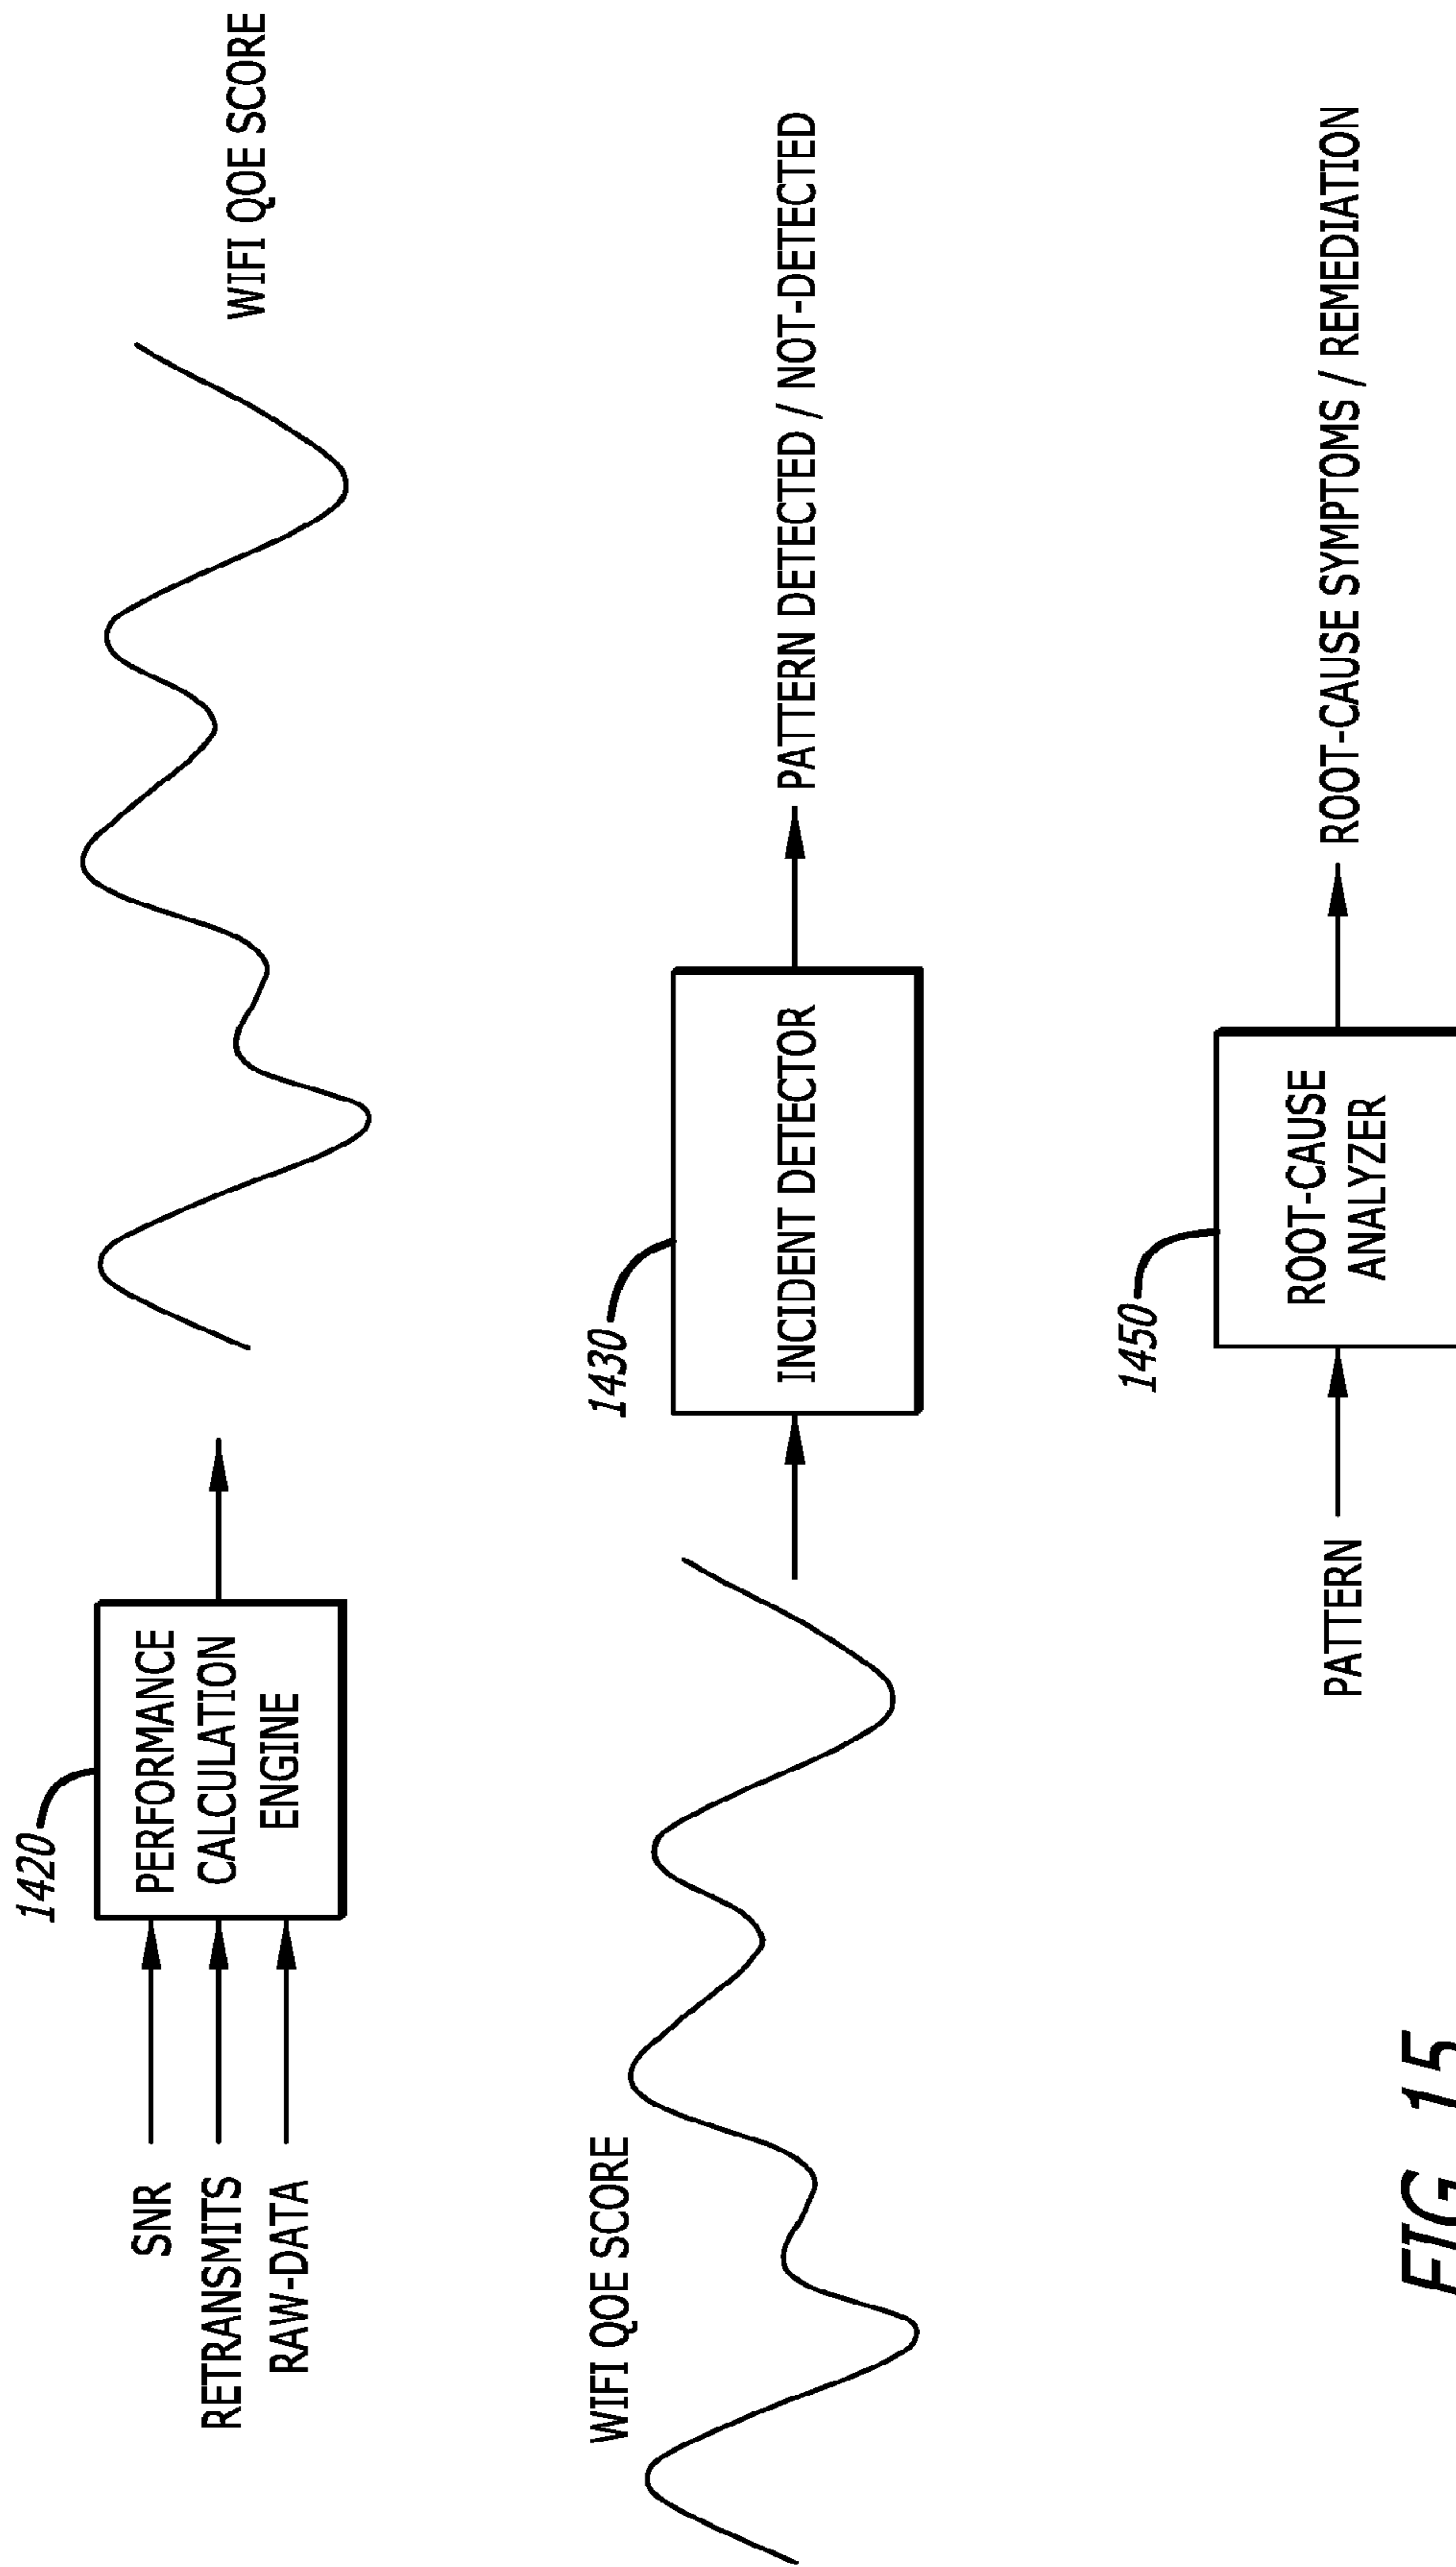 1420
SNR
RETRANSMITS
RAW-DATA
PERFORMANCE
CALCULATION
ENGINE
WIFI QOE SCORE
WIFI QOE SCORE
1430
INCIDENT DETECTOR
PATTERN DETECTED / NOT-DETECTED
1450
PATTERN
ROOT-CAUSE
ANALYZER
ROOT-CAUSE SYMPTOMS / REMEDIATION
FIG. 15